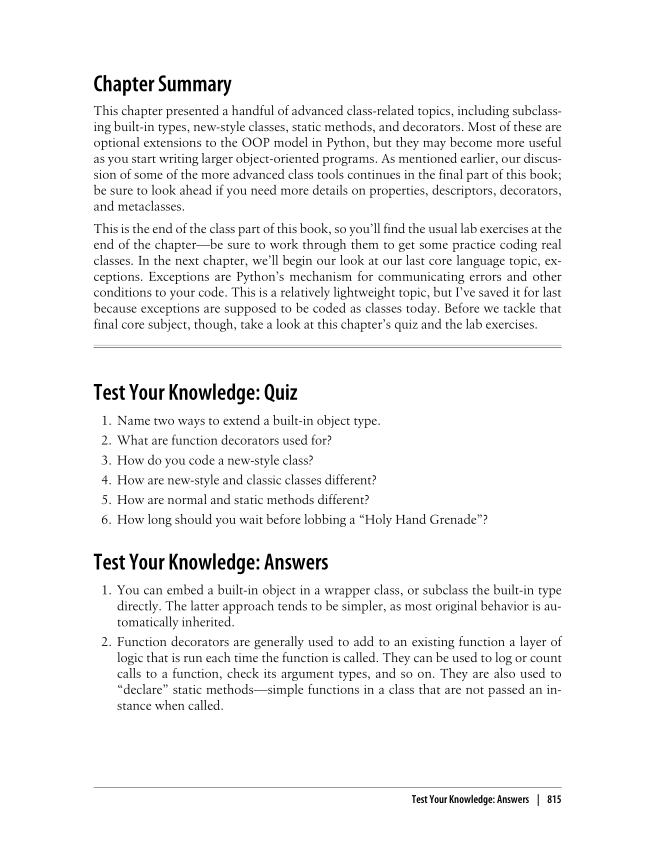 Chapter Summary
This chapter presented a handful of advanced class-related topics, including subclass-
ing built-in types, new-style classes, static methods, and decorators. Most of these are
optional extensions to the OOP model in Python, but they may become more useful
as you start writing larger object-oriented programs. As mentioned earlier, our discus-
sion of some of the more advanced class tools continues in the final part of this book;
be sure to look ahead if you need more details on properties, descriptors, decorators,
and metaclasses.
This is the end of the class part of this book, so you’ll find the usual lab exercises at the
end of the chapter—be sure to work through them to get some practice coding real
classes. In the next chapter, we’ll begin our look at our last core language topic, ex-
ceptions. Exceptions are Python’s mechanism for communicating errors and other
conditions to your code. This is a relatively lightweight topic, but I’ve saved it for last
because exceptions are supposed to be coded as classes today. Before we tackle that
final core subject, though, take a look at this chapter’s quiz and the lab exercises.
Test Your Knowledge: Quiz
1. Name two ways to extend a built-in object type.
2. What are function decorators used for?
3. How do you code a new-style class?
4. How are new-style and classic classes different?
5. How are normal and static methods different?
6. How long should you wait before lobbing a “Holy Hand Grenade”?
Test Your Knowledge: Answers
1. You can embed a built-in object in a wrapper class, or subclass the built-in type
directly. The latter approach tends to be simpler, as most original behavior is au-
tomatically inherited.
2. Function decorators are generally used to add to an existing function a layer of
logic that is run each time the function is called. They can be used to log or count
calls to a function, check its argument types, and so on. They are also used to
“declare” static methods—simple functions in a class that are not passed an in-
stance when called.
Test Your Knowledge: Answers | 815